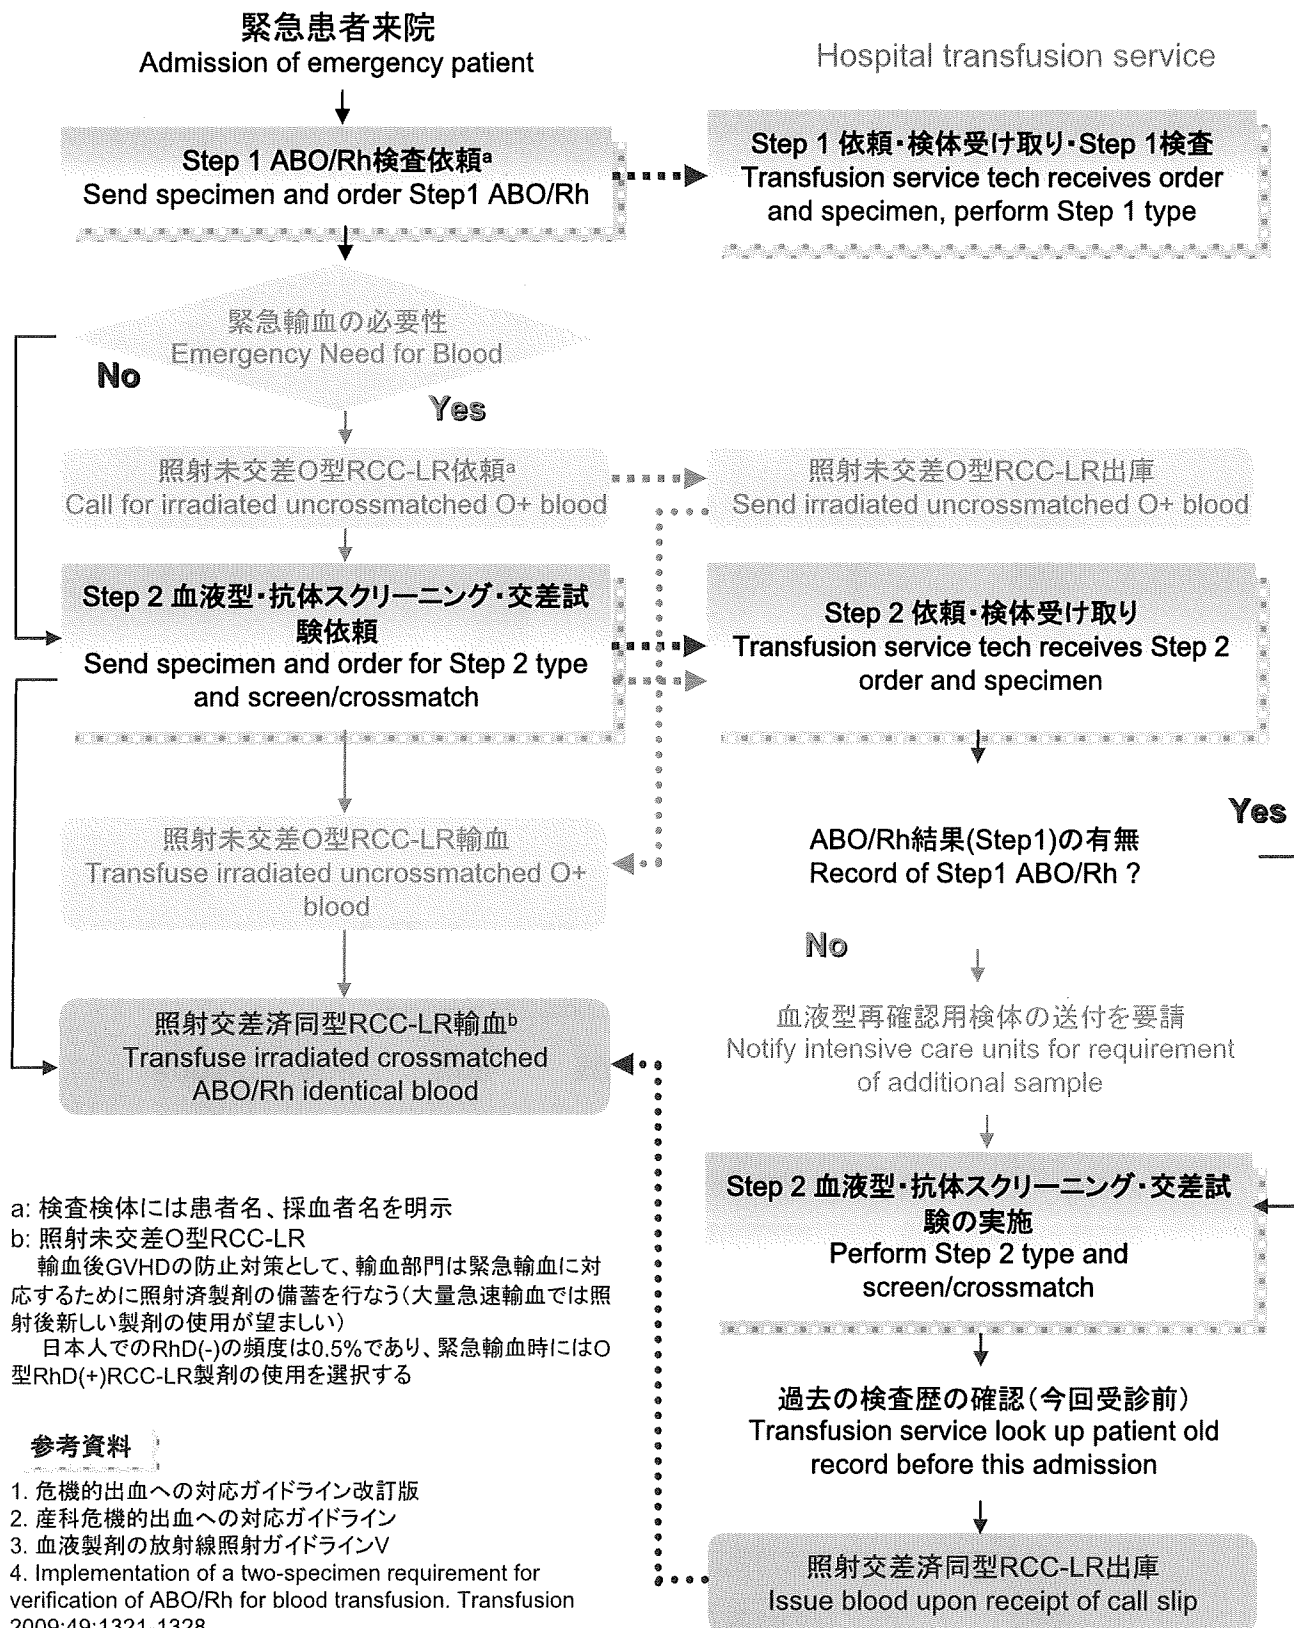 緊急患者来院
Admission of emergency patient
Hospital transfusion service
Step 1 ABO/Rh検査依頼a
Send specimen and order Step1 ABO/Rh
Step 1 依頼・検体受け取り・Step 1検査
Transfusion service tech receives order
and specimen, perform Step 1 type
緊急輸血の必要性
Emergency Need for Blood
No
Yes
照射未交差O型RCC-LR依頼a
Call for irradiated uncrossmatched O+ blood
照射未交差O型RCC-LR出庫
Send irradiated uncrossmatched O+ blood
Step 2 血液型・抗体スクリーニング・交差試
験依頼
Send specimen and order for Step 2 type
and screen/crossmatch
Step 2 依頼・検体受け取り
Transfusion service tech receives Step 2
order and specimen
照射未交差O型RCC-LR輸血
Transfuse irradiated uncrossmatched O+
blood
ABO/Rh結果(Step1)の有無
Record of Step1 ABO/Rh ?
Yes
No
照射交差済同型RCC-LR輸血b
Transfuse irradiated crossmatched
ABO/Rh identical blood
血液型再確認用検体の送付を要請
Notify intensive care units for requirement
of additional sample
Step 2 血液型・抗体スクリーニング・交差試
験の実施
Perform Step 2 type and
screen/crossmatch
過去の検査歴の確認(今回受診前)
Transfusion service look up patient old
record before this admission
照射交差済同型RCC-LR出庫
Issue blood upon receipt of call slip
a: 検査検体には患者名、採血者名を明示
b: 照射未交差O型RCC-LR
輸血後GVHDの防止対策として、輸血部門は緊急輸血に対
応するために照射済製剤の備蓄を行なう(大量急速輸血では照
射後新しい製剤の使用が望ましい)
日本人でのRhD(-)の頻度は0.5%であり、緊急輸血時にはO
型RhD(+)RCC-LR製剤の使用を選択する
参考資料
1. 危機的出血への対応ガイドライン改訂版
2. 産科危機的出血への対応ガイドライン
3. 血液製剤の放射線照射ガイドラインV
4. Implementation of a two-specimen requirement for
verification of ABO/Rh for blood transfusion. Transfusion
2009;49:1321-1328